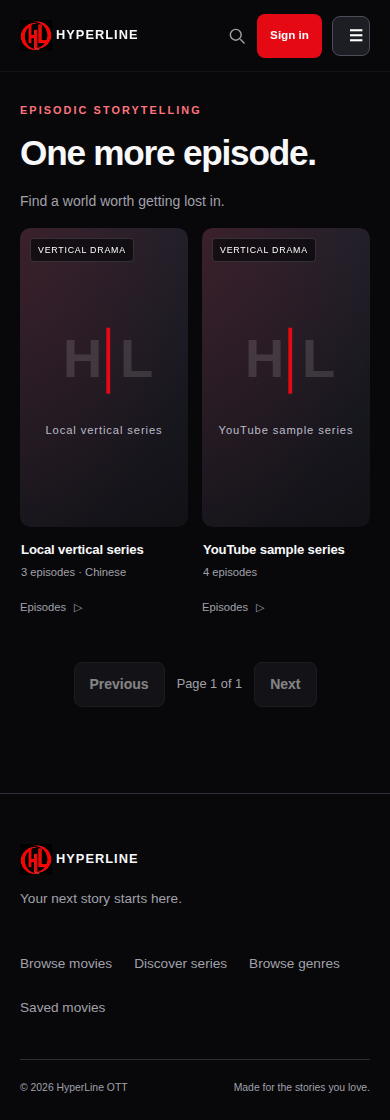 HL HYPERLINE
Sign in
EPISODIC STORYTELLING
One more episode.
Find a world worth getting lost in.
VERTICAL DRAMA
VERTICAL DRAMA
H L
H L
Local vertical series
YouTube sample series
Local vertical series
YouTube sample series
3 episodes · Chinese
4 episodes
Episodes ▷
Episodes ▷
Previous
Page 1 of 1
Next
HL HYPERLINE
Your next story starts here.
Browse movies
Discover series
Browse genres
Saved movies
© 2026 HyperLine OTT
Made for the stories you love.